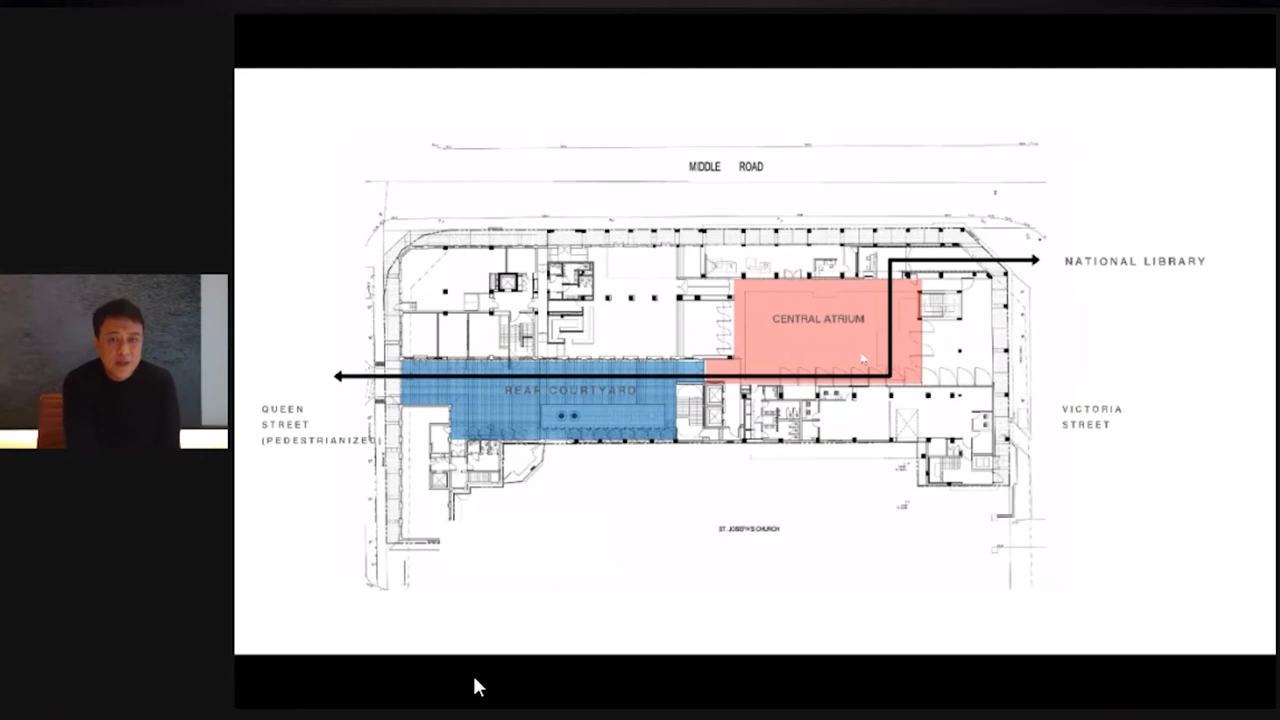 MIDDLE ROAD
NATIONAL LIBRARY
CENTRAL ATRIUM
REAR COURTYARD
QUEEN
STREET
(PEDESTRIANIZED)
VICTORIA
STREET
ST. JOSEPH'S CHURCH